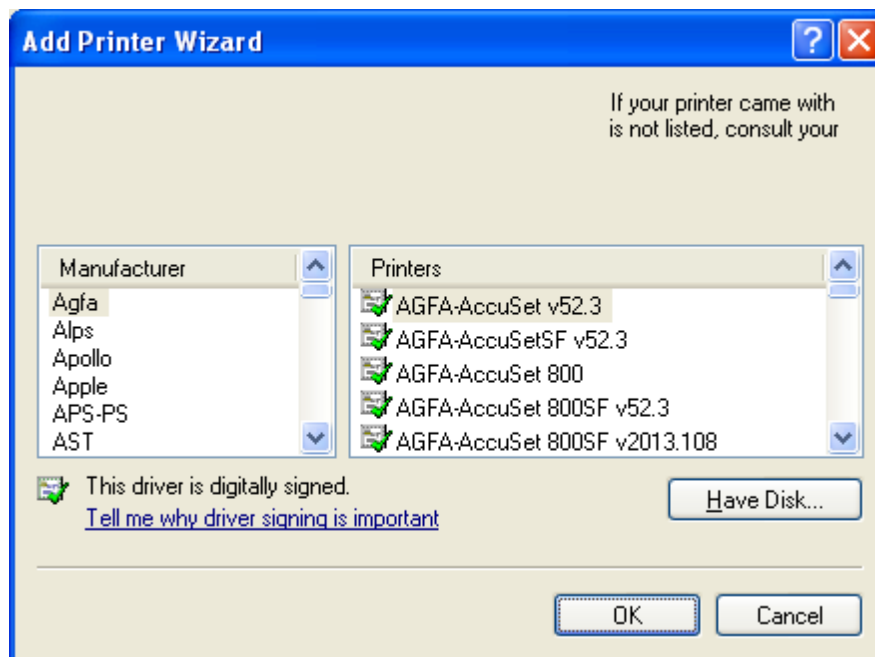 Add Printer Wizard
If your printer came with
is not listed, consult your
Manufacturer
Agfa
Alps
Apollo
Apple
APS-PS
AST
Printers
AGFA-AccuSet v52.3
AGFA-AccuSetSF v52.3
AGFA-AccuSet 800
AGFA-AccuSet 800SF v52.3
AGFA-AccuSet 800SF v2013.108
This driver is digitally signed.
Tell me why driver signing is important
Have Disk...
OK
Cancel